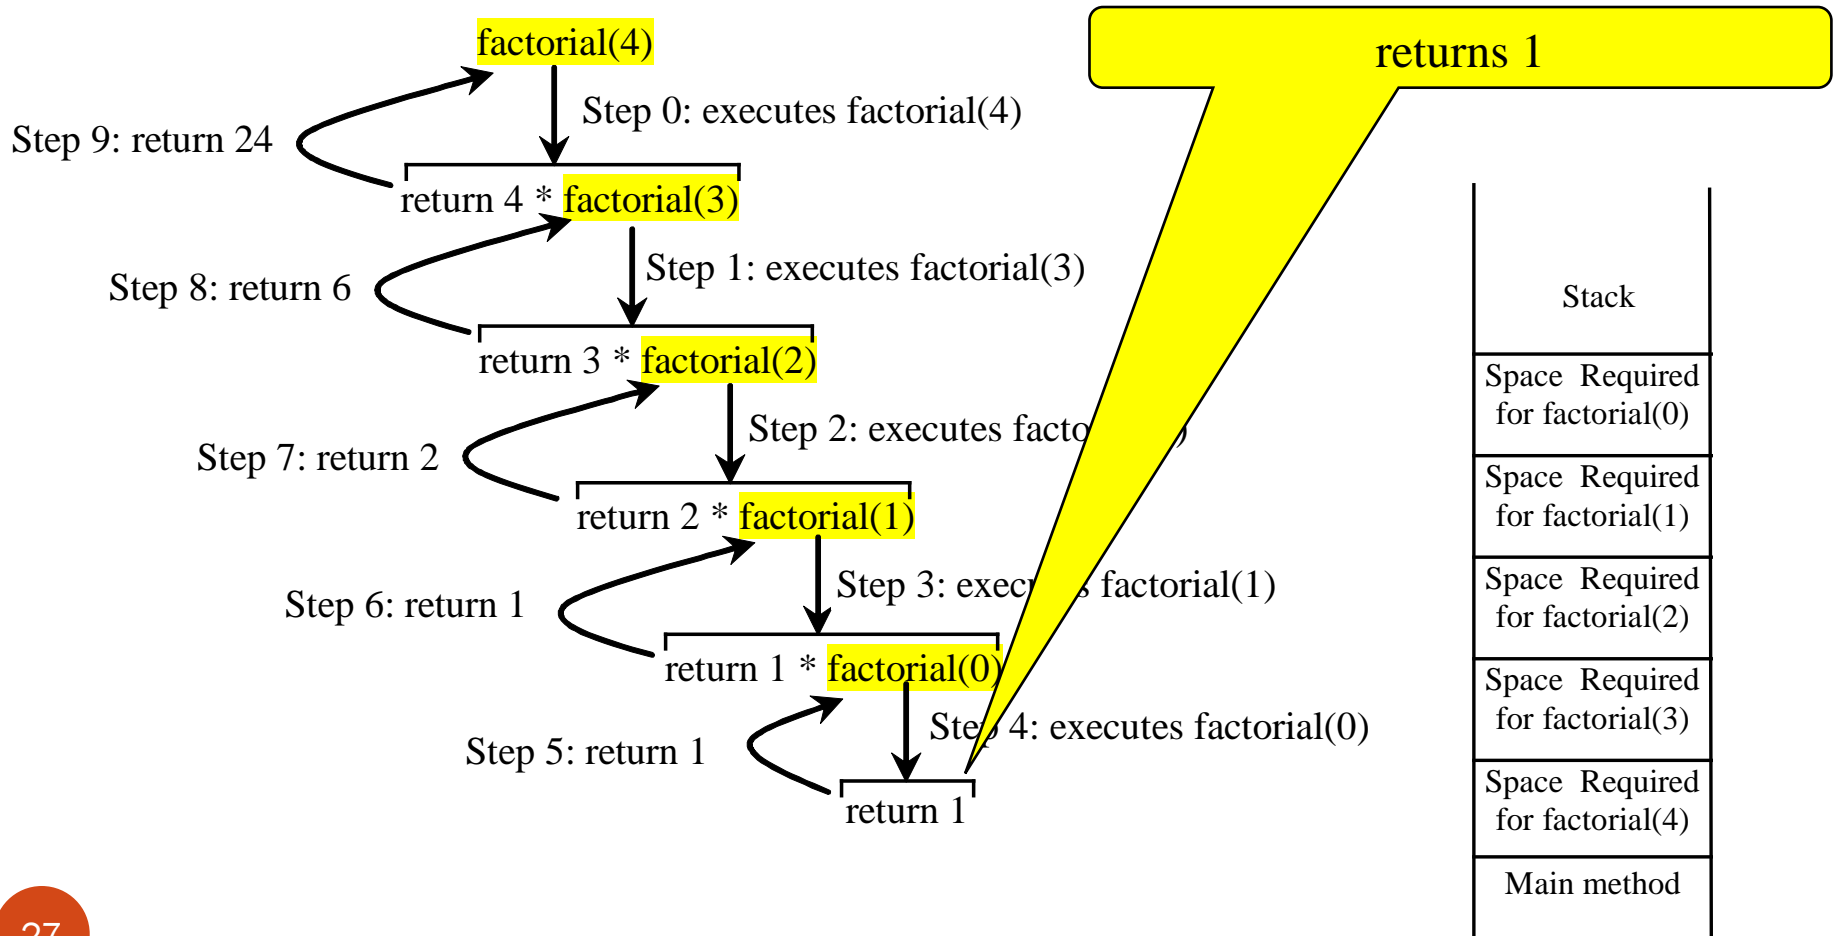 factorial(4)
returns 1
Step 0: executes factorial(4)
Step 9: return 24
return 4 * factorial(3)
Step 1: executes factorial(3)
Step 8: return 6
Stack
return 3 * factorial(2)
Space Required
for factorial(0)
Step 2: executes facto )
Step 7: return 2
Space Required
for factorial(1)
return 2 * factorial(1)
Step 3: exec s factorial(1)
Step 6: return 1
Space Required
for factorial(2)
return 1 * factorial(0)
Space Required
for factorial(3)
Step 4: executes factorial(0)
Step 5: return 1
return 1
Space Required
for factorial(4)
Main method
27